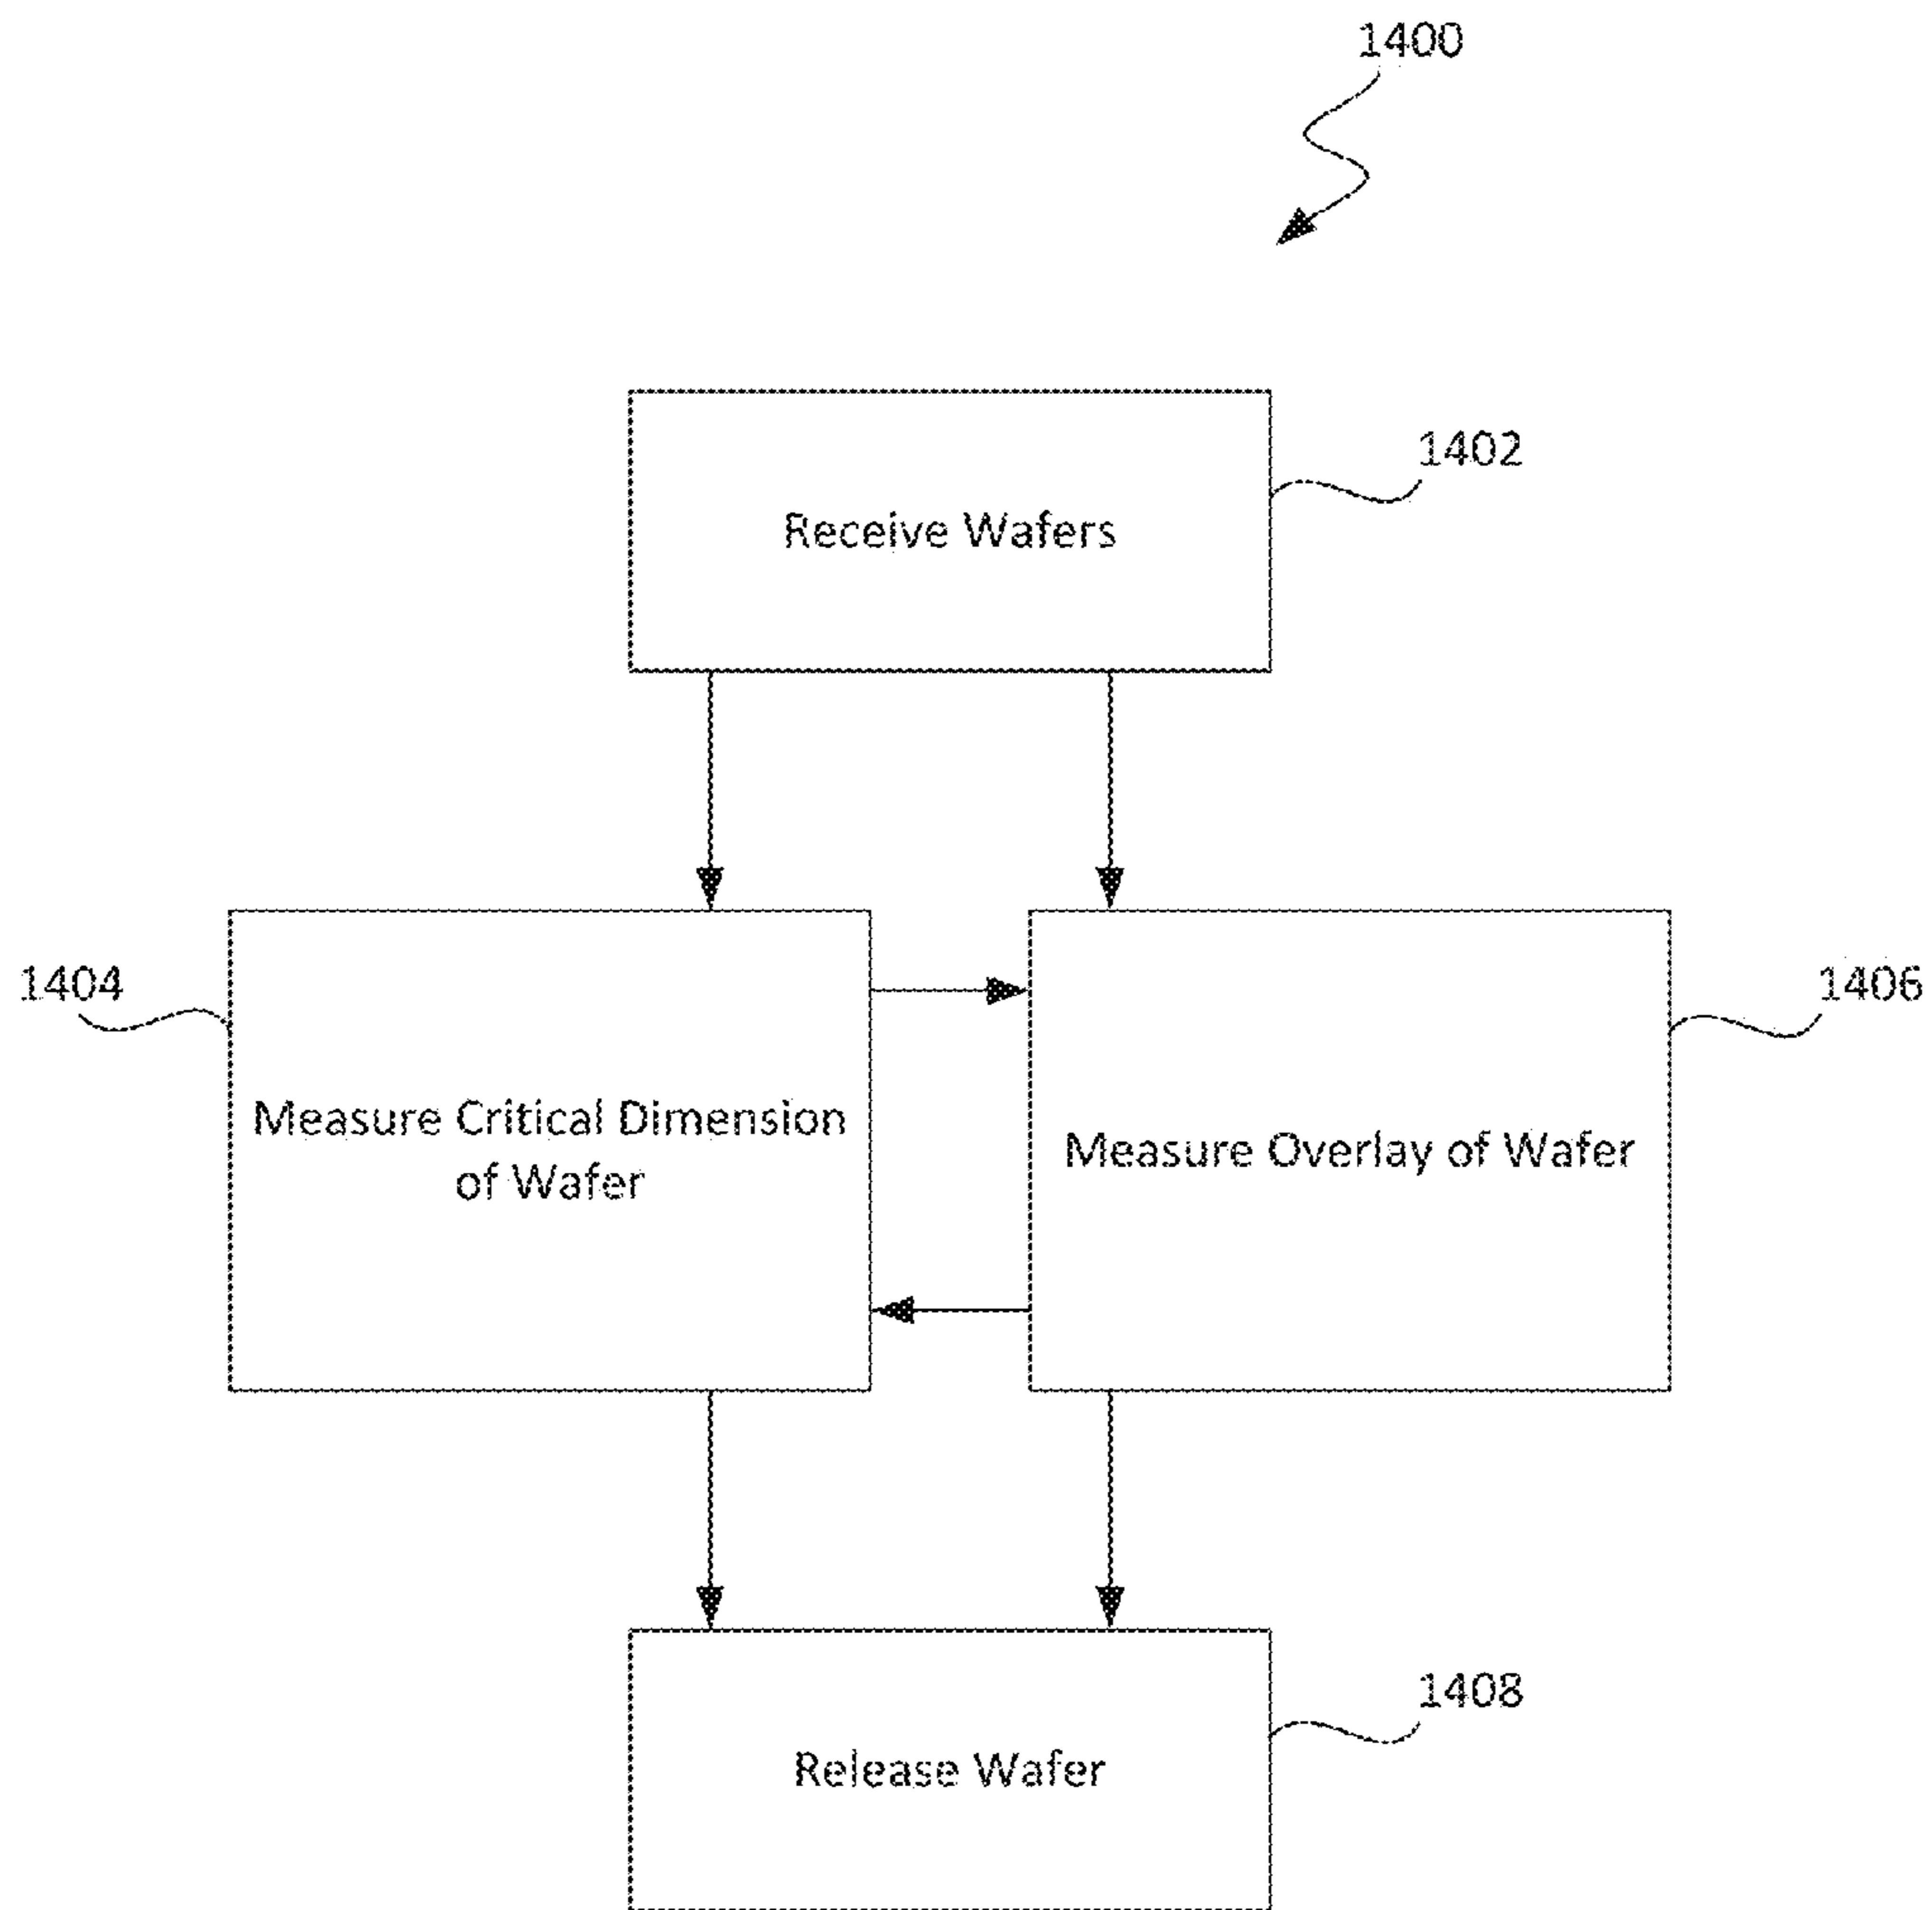 1400
1402
Receive Wafers
1404
1406
Measure Critical Dimension
of Wafer
Measure Overlay of Wafer
1408
Release Wafer